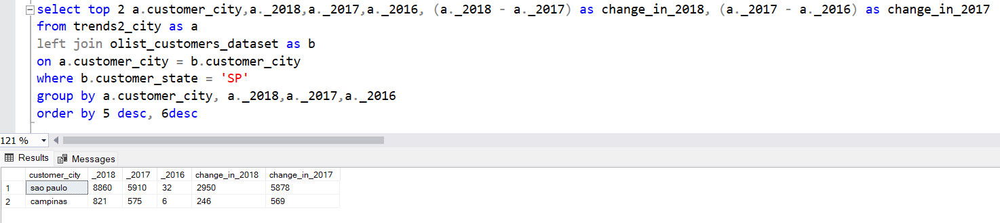 select top 2 a.customer_city,a._2018,a._2017,a._2016, (a._2018 - a._2017) as change_in_2018, (a._2017 - a._2016) as change_in_2017
from trends2_city as a
left join olist_customers_dataset as b
on a.customer_city = b.customer_city
where b.customer_state = 'SP'
group by a.customer_city, a._2018,a._2017,a._2016
order by 5 desc, 6desc
121 %
Results Messages
customer_city _2018 _2017 _2016 change_in_2018 change_in_2017
1 sao paulo 8860 5910 32 2950 5878
2 campinas 821 575 6 246 569